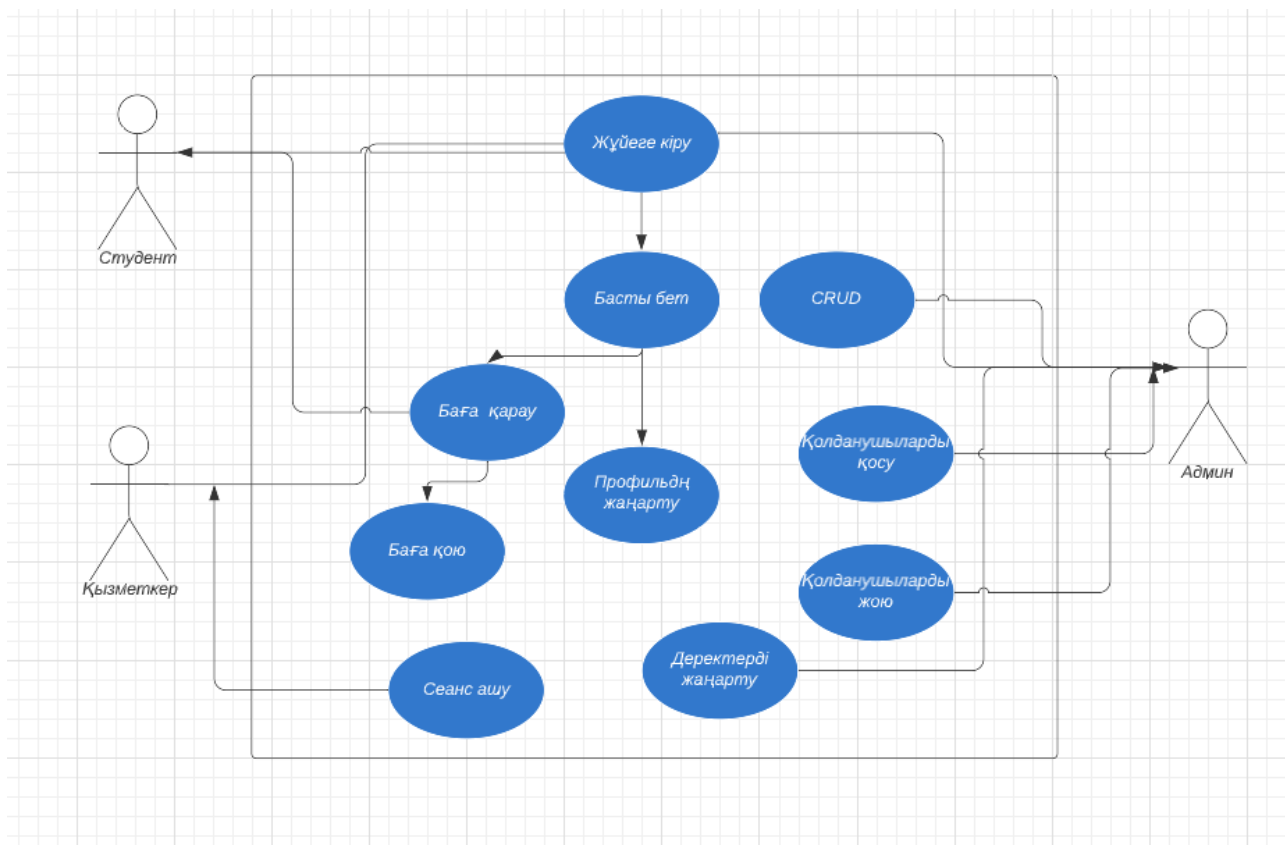 Жүйеге кіру
Студент
Басты бет
CRUD
Баға қарау
Қолданушыларды
қосу
Админ
Профильдң
жаңарту
Баға қою
Қызметкер
Қолданушыларды
жою
Деректерді
жаңарту
Сеанс ашу